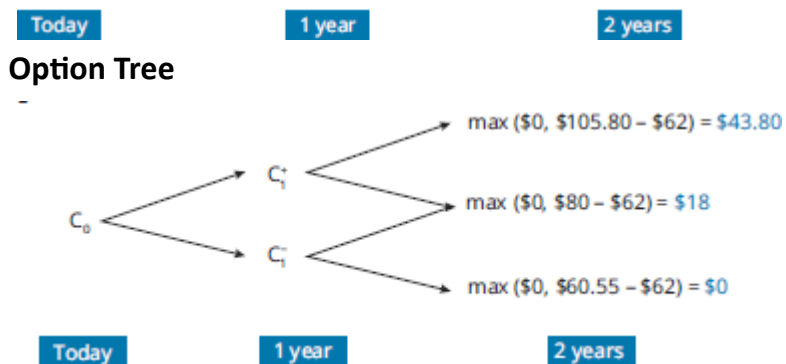 Today 1 year 2 years
Option Tree
max ($0, $105.80 – $62) = $43.80
C₁⁺
max ($0, $80 – $62) = $18
C₀
C₁⁻
max ($0, $60.55 – $62) = $0
Today 1 year 2 years